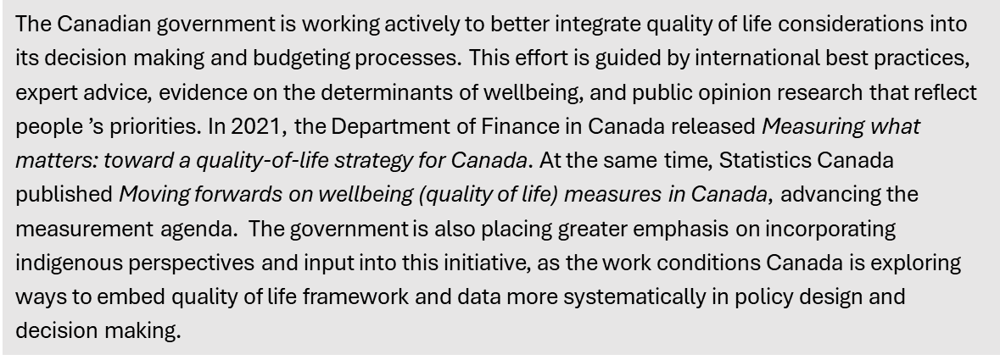 The Canadian government is working actively to better integrate quality of life considerations into
its decision making and budgeting processes. This effort is guided by international best practices,
expert advice, evidence on the determinants of wellbeing, and public opinion research that reflect
people 's priorities. In 2021, the Department of Finance in Canada released Measuring what
matters: toward a quality-of-life strategy for Canada. At the same time, Statistics Canada
published Moving forwards on wellbeing (quality of life) measures in Canada, advancing the
measurement agenda.  The government is also placing greater emphasis on incorporating
indigenous perspectives and input into this initiative, as the work conditions Canada is exploring
ways to embed quality of life framework and data more systematically in policy design and
decision making.